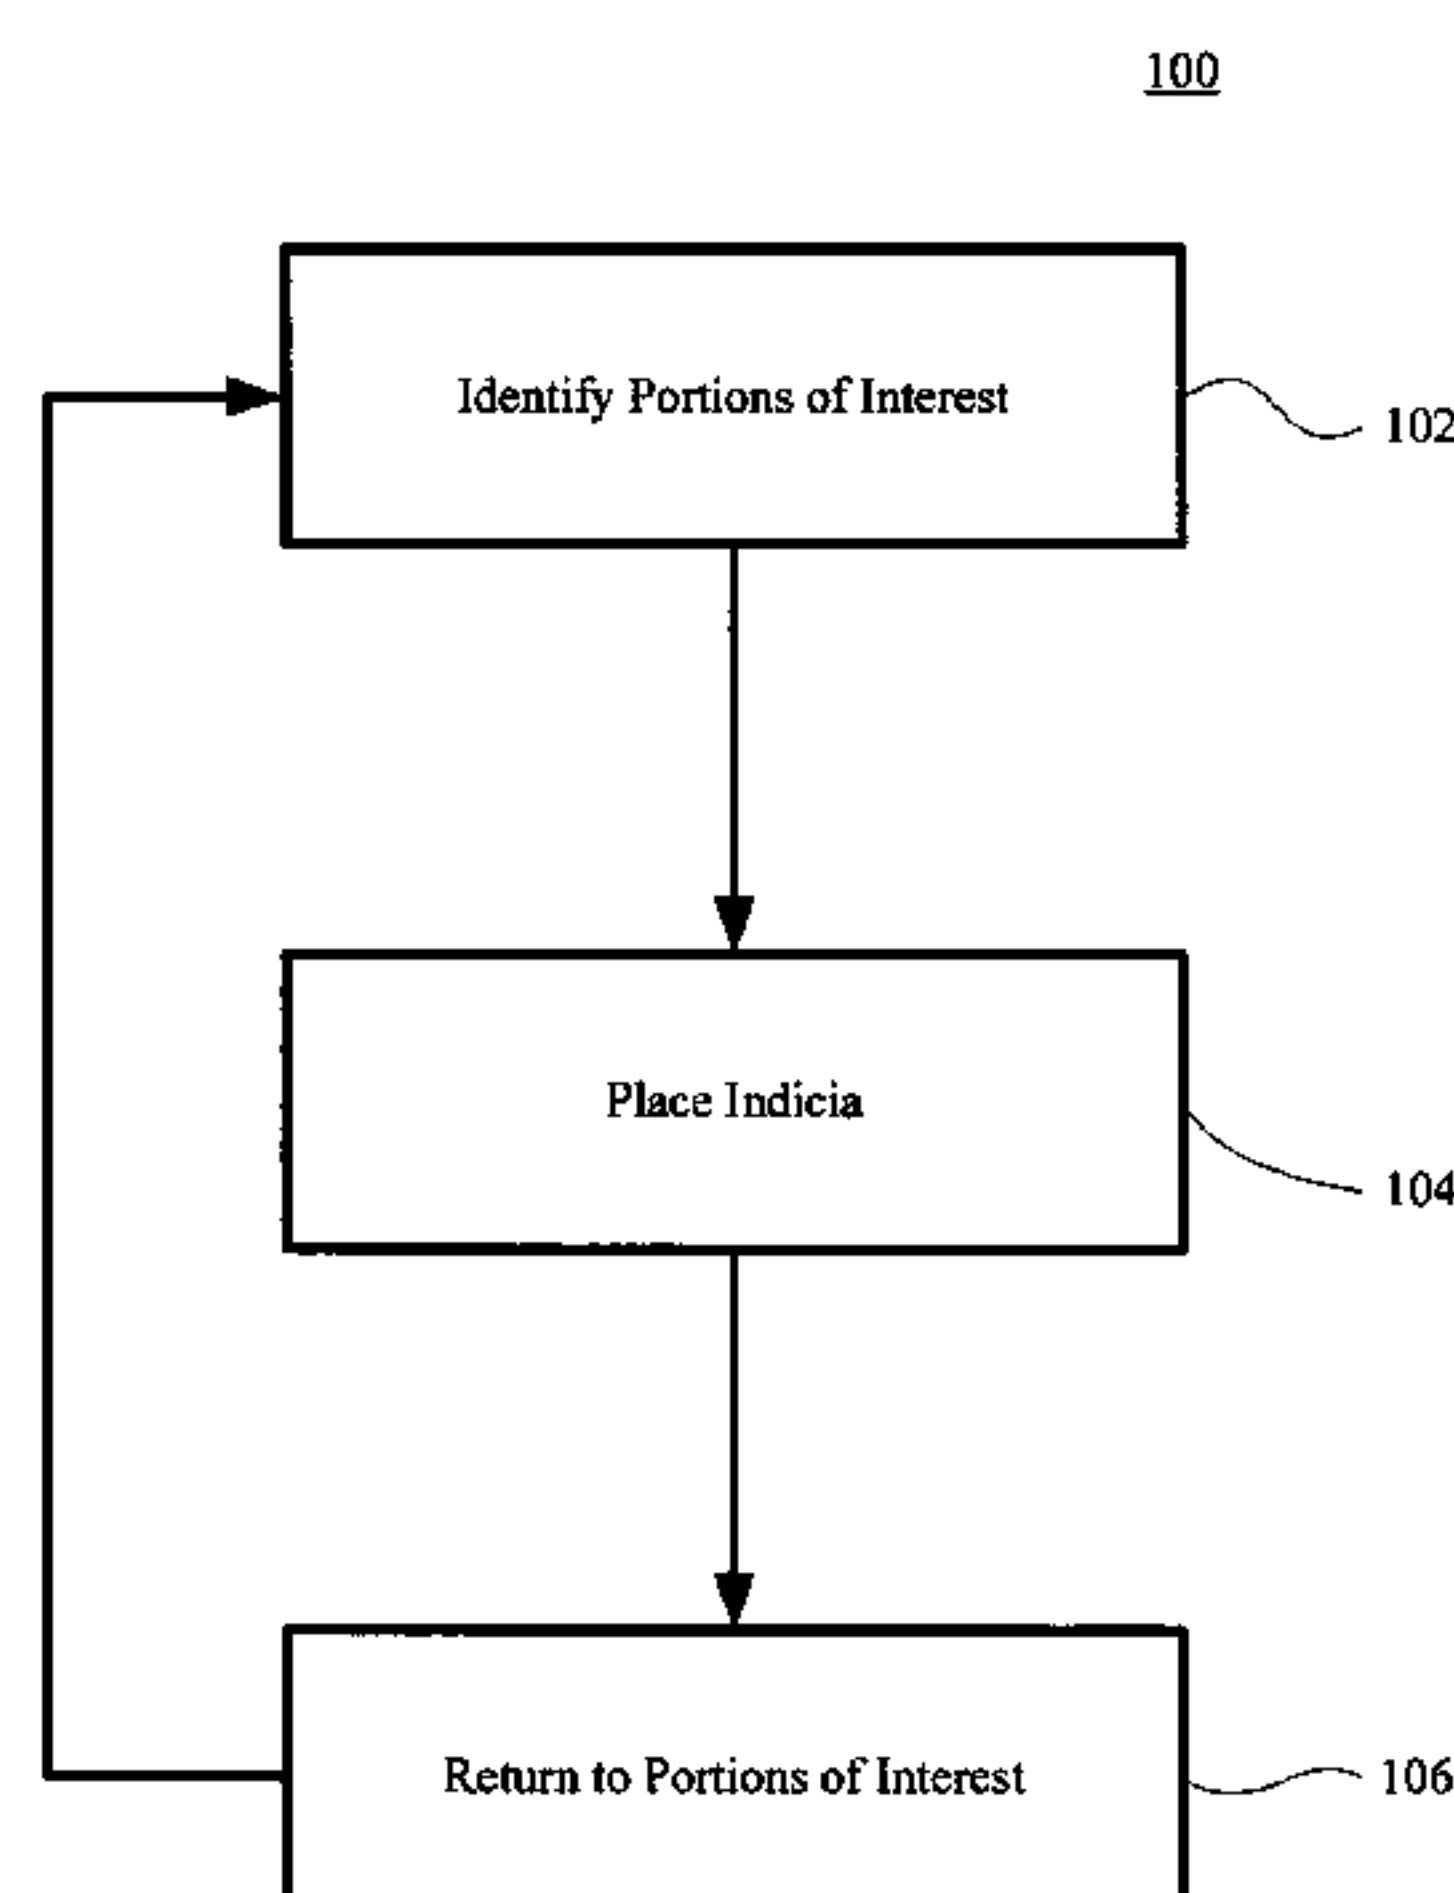 100
Identify Portions of Interest
102
Place Indicia
104
Return to Portions of Interest
106